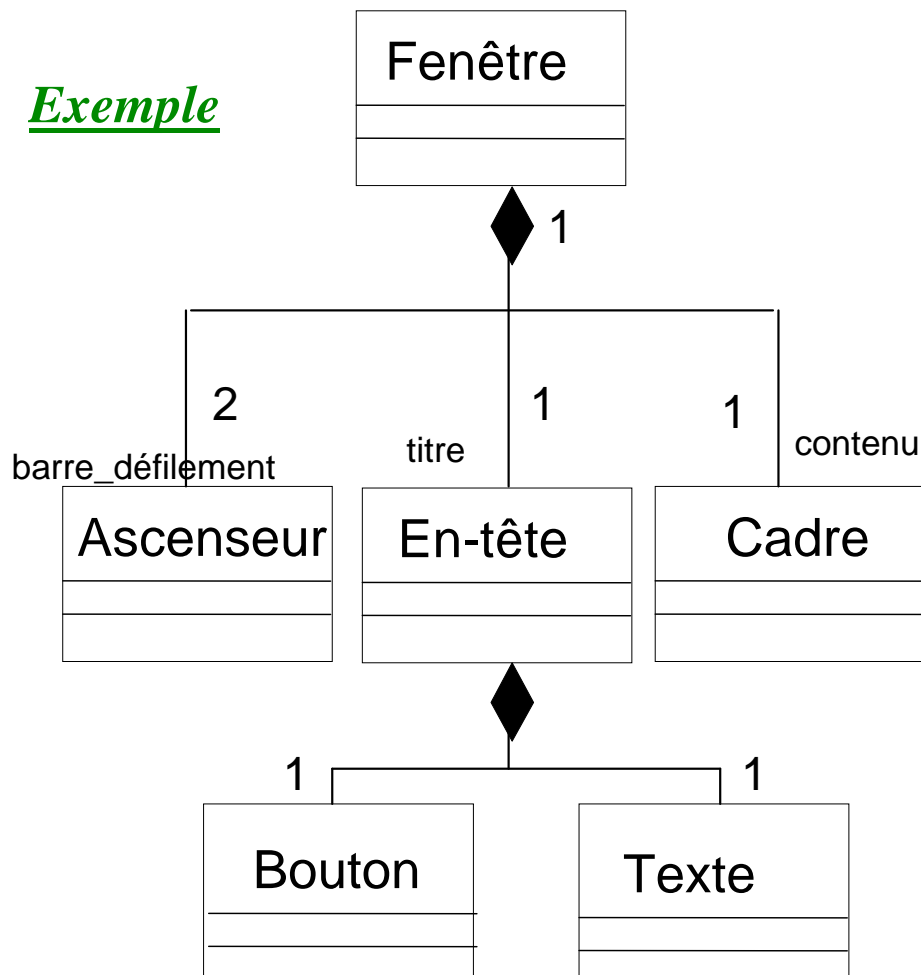 Fenêtre
Exemple
1
2
1
1
barre_défilement
titre
contenu
Ascenseur
En-tête
Cadre
1
1
Bouton
Texte